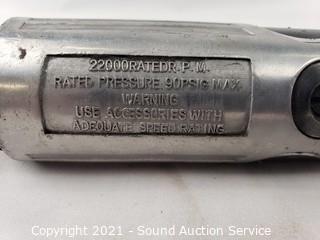 22000RATEDR.P.M.
RATED PRESSURE 90PSIG MAX.
WARNING
USE ACCESSORIES WITH
ADEQUATE SPEED RATING
Copyright 2021 - Sound Auction Service